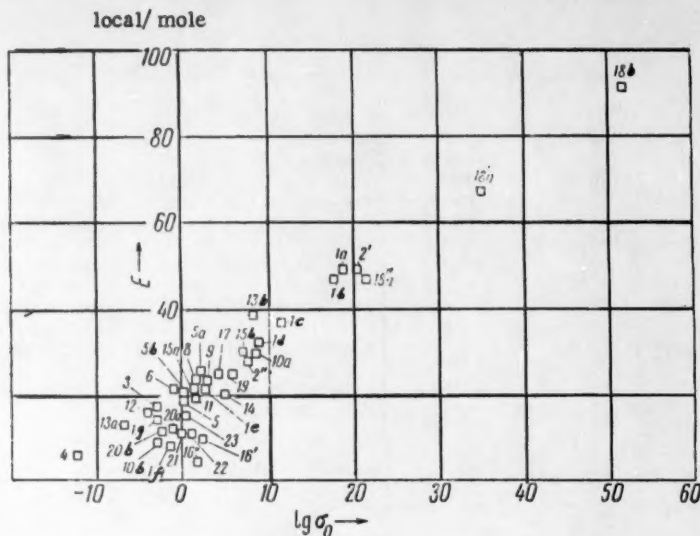 local/ mole
100
18b
80
18a
60
1a 2'
E
1b 15"a
40
13b
1c
5a 9 17 15b 1d
5b 15a 8
10a
3 6
2"
19
12
20a
11
14
13a
1g
5
1e
4
20b
23
10b
1f
21
16"
22
16'
-10 0 10 20 30 40 50 60
lg σ₀